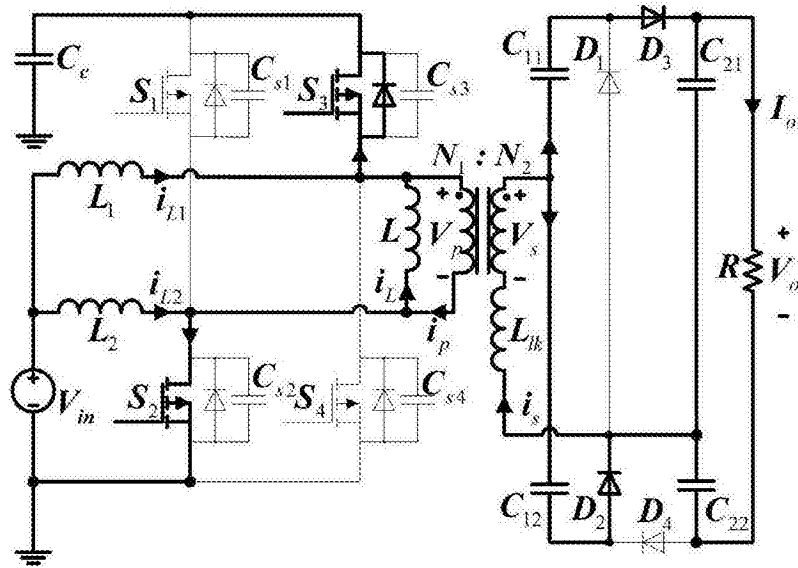 C_e
S_1
C_s1
S_3
C_s3
C_11
D_1
D_3
C_21
I_o
N_1 : N_2
L_1
i_L1
L
+
V_p
-
+
V_s
-
R
+
V_o
-
i_L
i_L2
L_2
i_p
L_lk
+
-
V_in
S_2
C_s2
S_4
C_s4
i_s
C_12
D_2
D_4
C_22